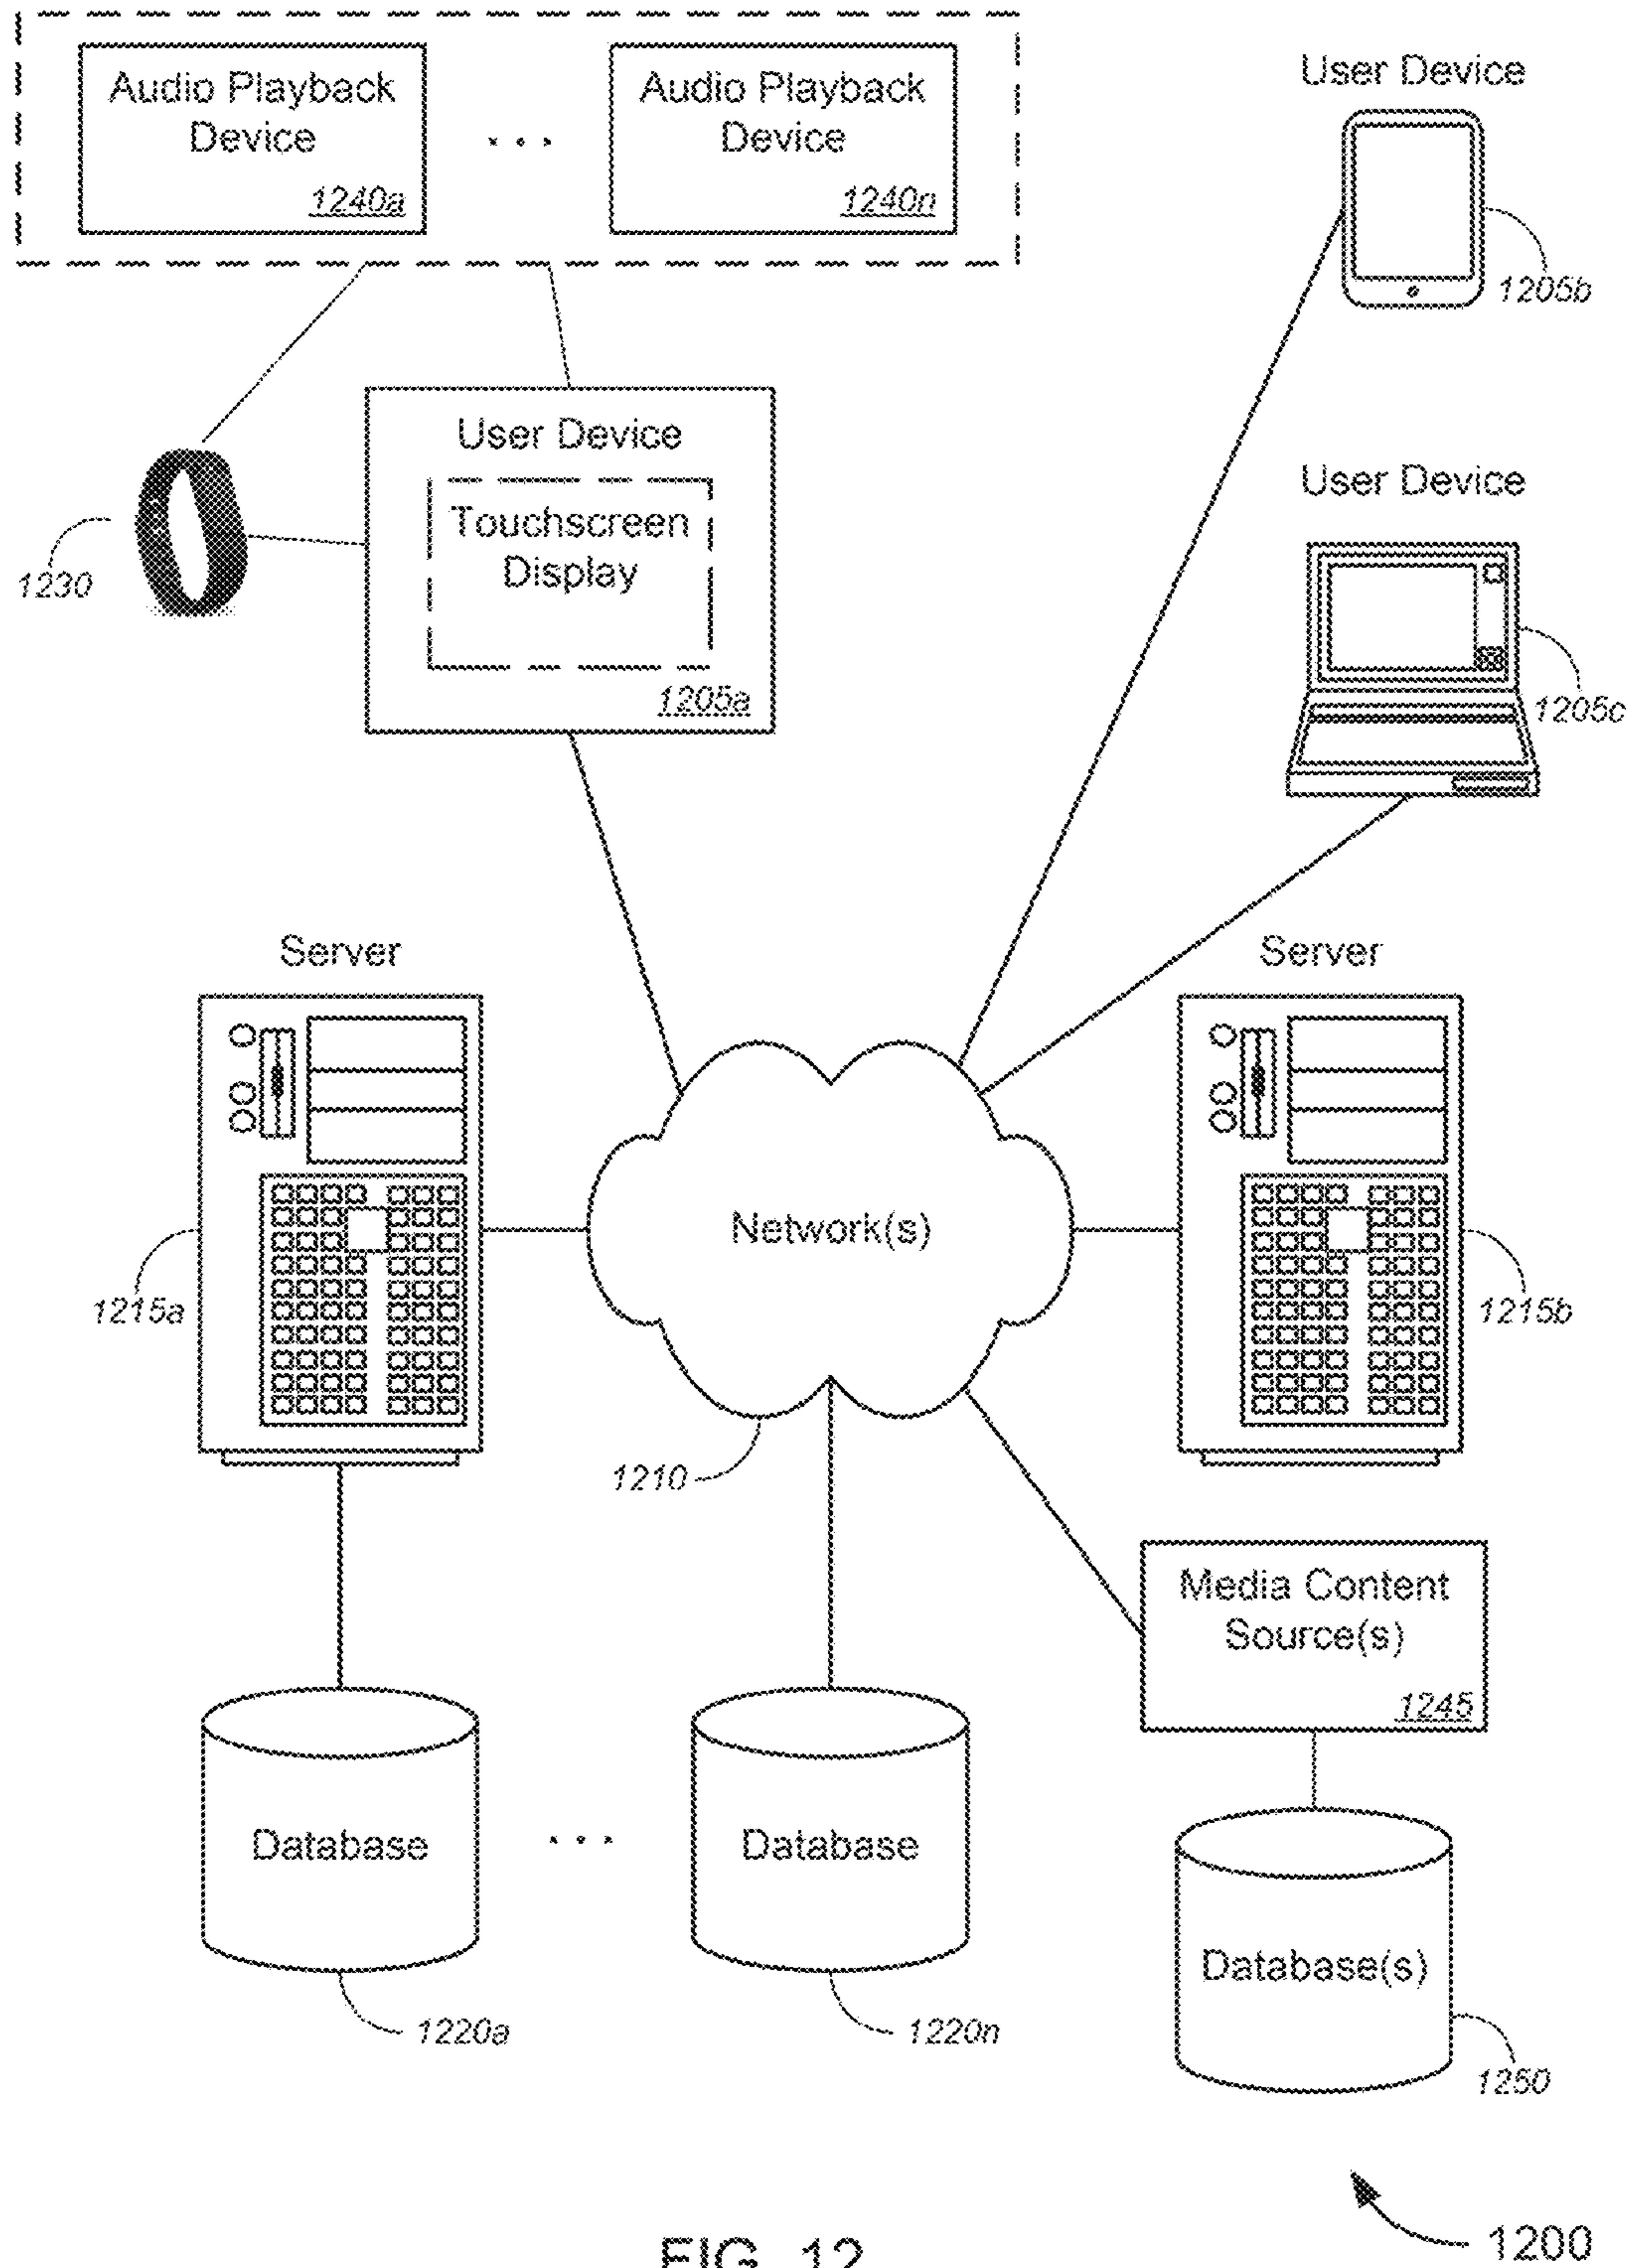 Audio Playback
Device
1240a
. . .
Audio Playback
Device
1240n
User Device
1205b
User Device
Touchscreen
Display
1205a
1230
User Device
1205c
Server
1215a
Server
1215b
Network(s)
1210
Media Content
Source(s)
1245
Database
1220a
. . .
Database
1220n
Database(s)
1250
1200
FIG. 12